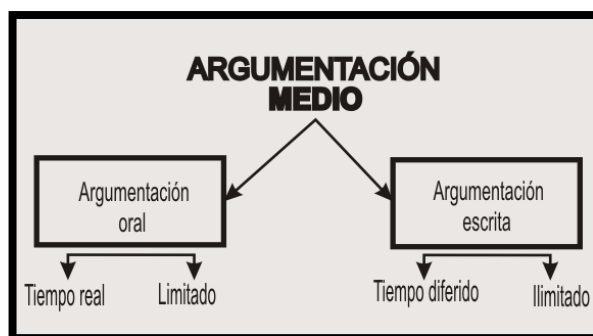 ARGUMENTACIÓN
MEDIO
Argumentación
oral
Argumentación
escrita
Tiempo real
Limitado
Tiempo diferido
Ilimitado